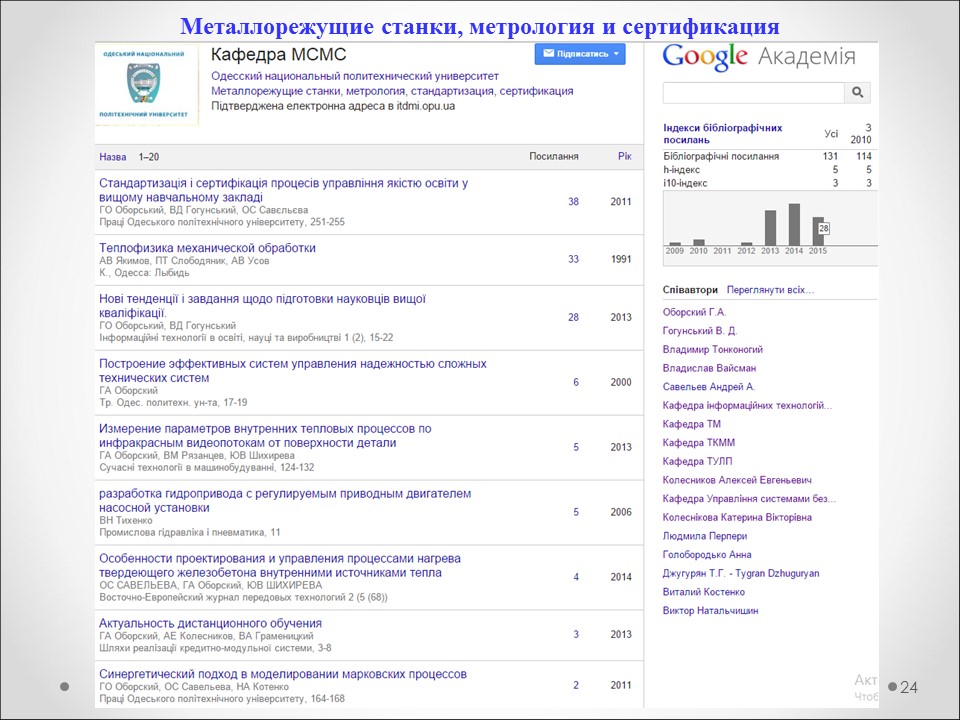 Металлорежущие станки, метрология и сертификация
ОДЕСЬКИЙ НАЦІОНАЛЬНИЙ
ПОЛІТЕХНІЧНИЙ УНІВЕРСИТЕТ
Кафедра МСМС
Підписатись
Одесский национальный политехнический университет
Металлорежущие станки, метрология, стандартизация, сертификация
Підтверджена електронна адреса в itdmi.opu.ua
Google Академія
Назва 1–20 Посилання Рік
Стандартизація і сертифікація процесів управління якістю освіти у
вищому навчальному закладі
38 2011
ГО Оборський, ВД Гогунський, ОС Савєльєва
Праці Одеського політехнічного університету, 251-255
Теплофизика механической обработки
33 1991
АВ Якимов, ПТ Слободяник, АВ Усов
К., Одесса: Лыбидь
Нові тенденції і завдання щодо підготовки науковців вищої
кваліфікації.
28 2013
ГО Оборський, ВД Гогунський
Інформаційні технології в освіті, науці та виробництві 1 (2), 15-22
Построение эффективных систем управления надежностью сложных
технических систем
6 2000
ГА Оборский
Тр. Одес. политехн. ун-та, 17-19
Измерение параметров внутренних тепловых процессов по
инфракрасным видеопотокам от поверхности детали
5 2013
ГА Оборский, ВМ Рязанцев, ЮВ Шихирева
Сучасні технології в машинобудуванні, 124-132
разработка гидропривода с регулируемым приводным двигателем
насосной установки
5 2006
ВН Тихенко
Промислова гідравліка і пневматика, 11
Особенности проектирования и управления процессами нагрева
твердеющего железобетона внутренними источниками тепла
4 2014
ОС САВЕЛЬЕВА, ГА Оборский, ЮВ ШИХИРЕВА
Восточно-Европейский журнал передовых технологий 2 (5 (68))
Актуальность дистанционного обучения
3 2013
ГА Оборский, АЕ Колесников, ВА Граменицкий
Шляхи реалізації кредитно-модульної системи, 3-8
Синергетический подход в моделировании марковских процессов
2 2011
ГО Оборский, ОС Савельева, НА Котенко
Праці Одеського політехнічного університету, 164-168
Індекси бібліографічних
посилань
Усі
З
2010
Бібліографічні посилання 131 114
h-індекс 5 5
i10-індекс 3 3
28
2009 2010 2011 2012 2013 2014 2015
Співавтори Переглянути всіх…
Оборский Г.А.
Гогунський В. Д.
Владимир Тонконогий
Владислав Вайсман
Савельев Андрей А.
Кафедра інформаційних технологій...
Кафедра ТМ
Кафедра ТКММ
Кафедра ТУЛП
Колесников Алексей Евгеньевич
Кафедра Управління системами без...
Колеснікова Катерина Вікторівна
Людмила Перпери
Голобородько Анна
Джугурян Т.Г. - Tygran Dzhuguryan
Виталий Костенко
Виктор Натальчишин
Акт
Чтоб
24